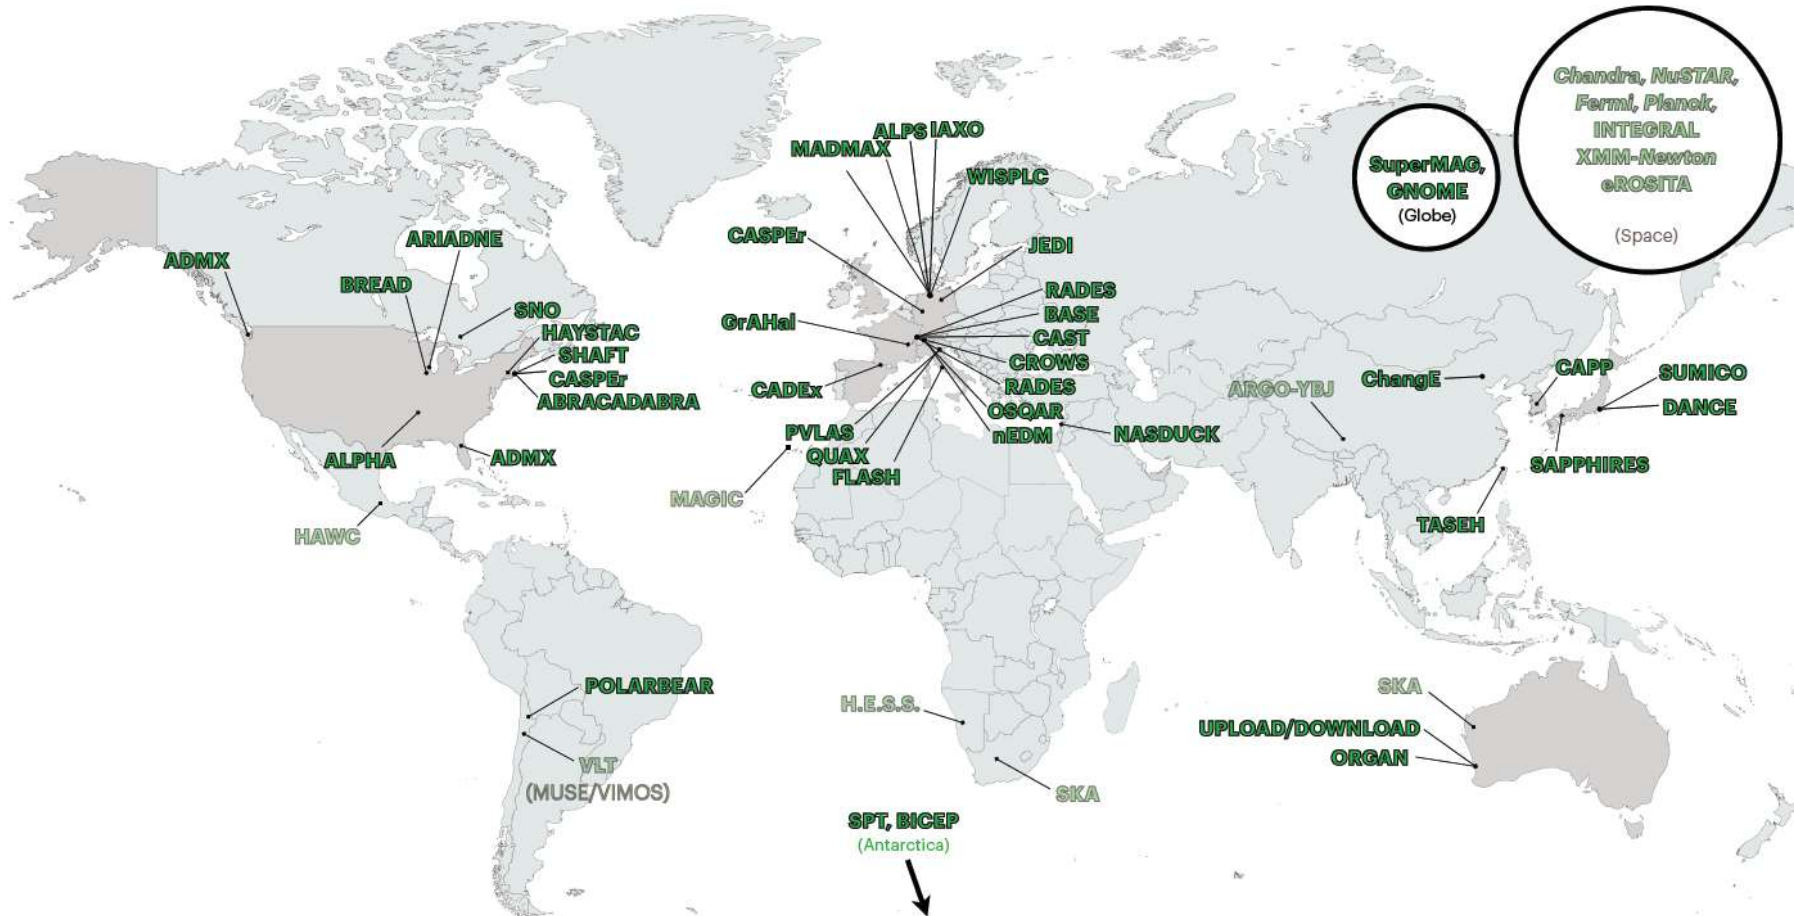 Chandra, NuSTAR,
Fermi, Planck,
INTEGRAL
XMM-Newton
eROSITA
(Space)
SuperMAG,
GNOME
(Globe)
ALPS
IAXO
MADMAX
WISPLC
CASPEr
JEDI
ARIADNE
ADMX
BREAD
SNO
HAYSTAC
SHAFT
CASPEr
ABRACADABRA
ALPHA
ADMX
HAWC
GrAHal
CADEx
RADES
BASE
CAST
CROWS
RADES
OSQAR
nEDM
PVLAS
QUAX
FLASH
MAGIC
NASDUCK
ARGO-YBJ
ChangE
CAPP
SUMICO
DANCE
SAPPHIRES
TASEH
POLARBEAR
VLT
(MUSE/VIMOS)
H.E.S.S.
SKA
SKA
UPLOAD/DOWNLOAD
ORGAN
SPT, BICEP
(Antarctica)